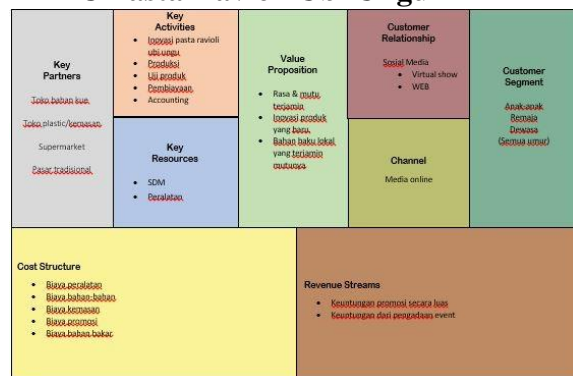 Key
Partners
Toko bahan kue
Toko plastic/kemasan
Supermarket
Pasar tradisional
Key
Activities
Inovasi pasta ravioli
ubi ungu
Produksi
Uji produk
Pembiayaan
Accounting
Key
Resources
SDM
Peralatan
Value
Proposition
Rasa & mutu
terjamin
Inovasi produk
yang baru
Bahan baku lokal
yang terjamin
mutunya
Customer
Relationship
Sosial Media
Virtual show
WEB
Channel
Media online
Customer
Segment
Anak-anak
Remaja
Dewasa
(Semua umur)
Cost Structure
Biaya peralatan
Biaya bahan-bahan
Biaya kemasan
Biaya promosi
Biaya bahan bakar
Revenue Streams
Keuntungan promosi secara luas
Keuntungan dari pengadaan event